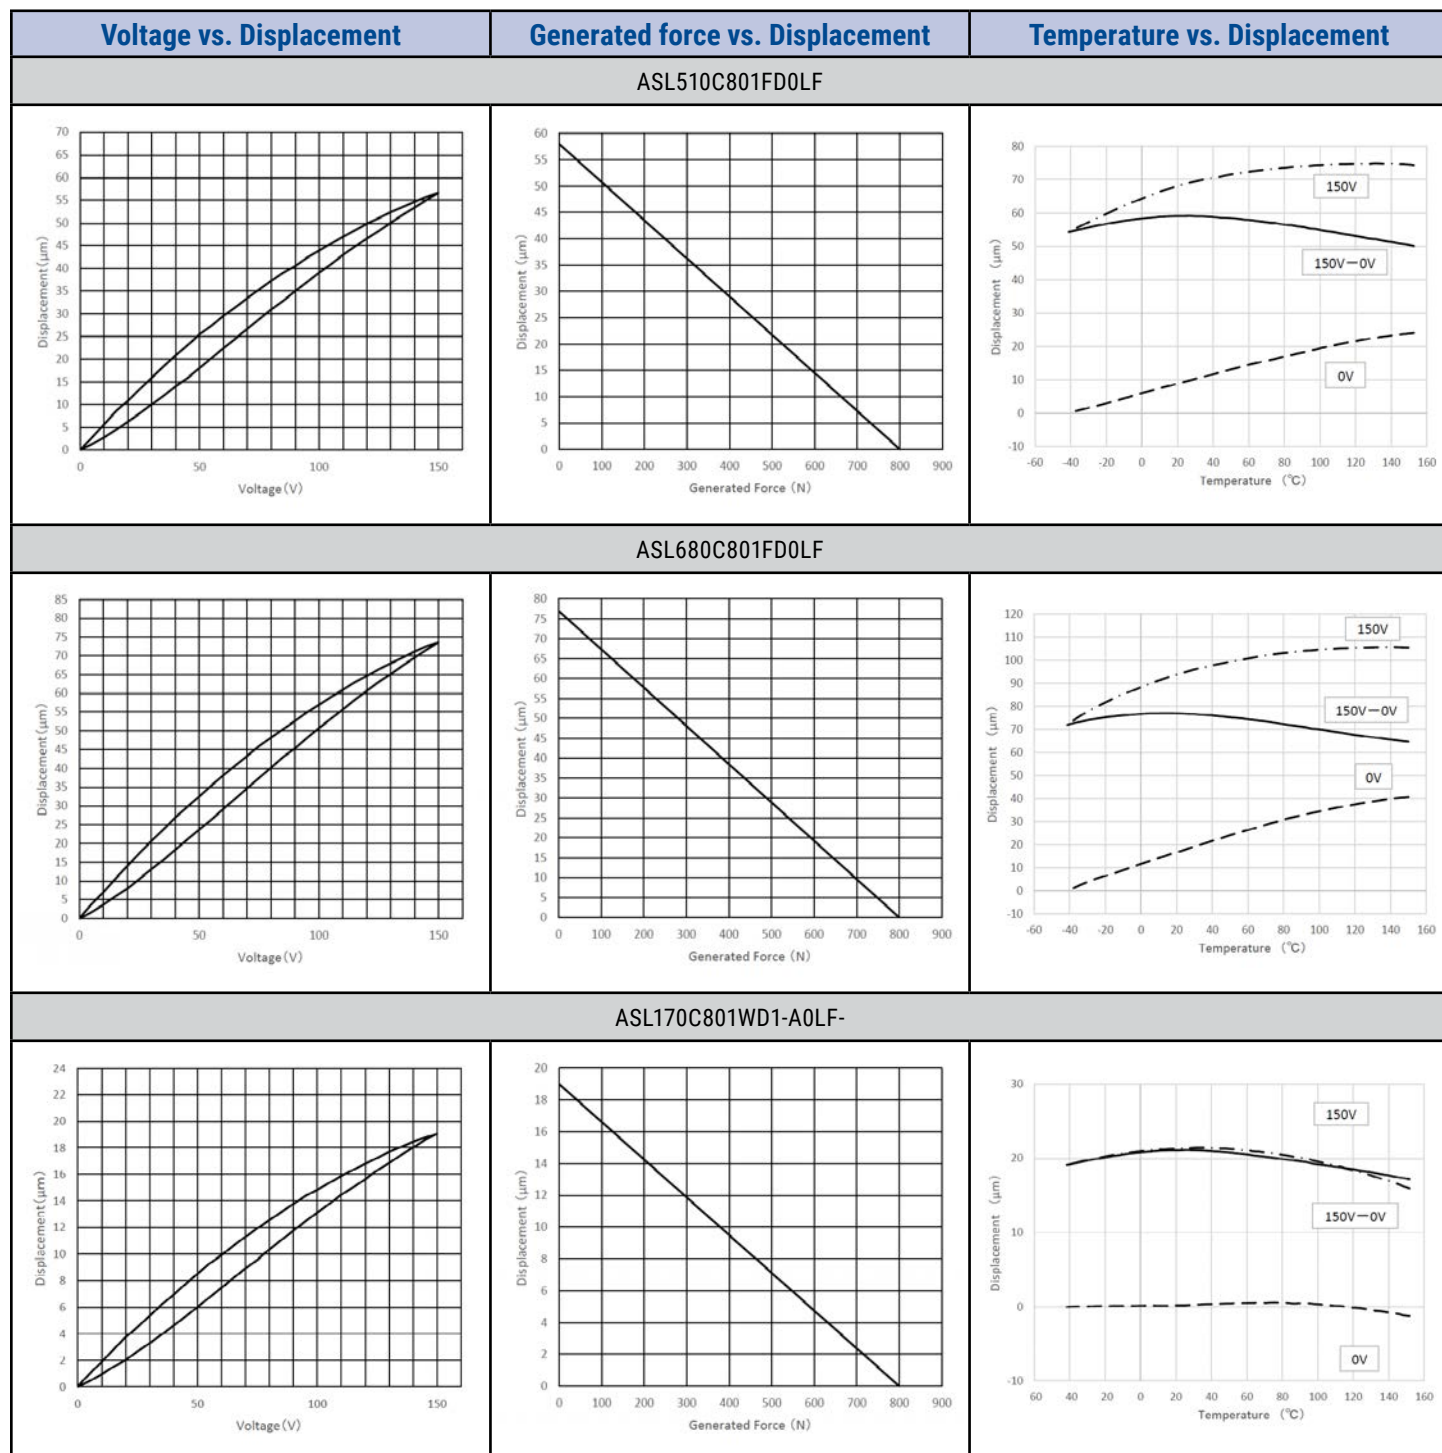 Voltage vs. Displacement
Generated force vs. Displacement
Temperature vs. Displacement
ASL510C801FD0LF
70
65
60
55
50
45
40
35
30
25
20
15
10
5
0
Displacement(μm)
0 50 100 150
Voltage(V)
60
55
50
45
40
35
30
25
20
15
10
5
0
Displacement (μm)
0 100 200 300 400 500 600 700 800 900
Generated Force (N)
80
70
60
50
40
30
20
10
0
-10
Displacement (μm)
150V
150V－0V
0V
-60 -40 -20 0 20 40 60 80 100 120 140 160
Temperature (℃)
ASL680C801FD0LF
85
80
75
70
65
60
55
50
45
40
35
30
25
20
15
10
5
0
Displacement(μm)
0 50 100 150
Voltage(V)
80
75
70
65
60
55
50
45
40
35
30
25
20
15
10
5
0
Displacement (μm)
0 100 200 300 400 500 600 700 800 900
Generated Force (N)
120
110
100
90
80
70
60
50
40
30
20
10
0
-10
Displacement (μm)
150V
150V－0V
0V
-60 -40 -20 0 20 40 60 80 100 120 140 160
Temperature (℃)
ASL170C801WD1-A0LF-
24
22
20
18
16
14
12
10
8
6
4
2
0
Displacement(μm)
0 50 100 150
Voltage(V)
20
18
16
14
12
10
8
6
4
2
0
Displacement (μm)
0 100 200 300 400 500 600 700 800 900
Generated Force (N)
30
20
10
0
-10
Displacement (μm)
150V
150V－0V
0V
60 40 20 0 20 40 60 80 100 120 140 160
Temperature (℃)